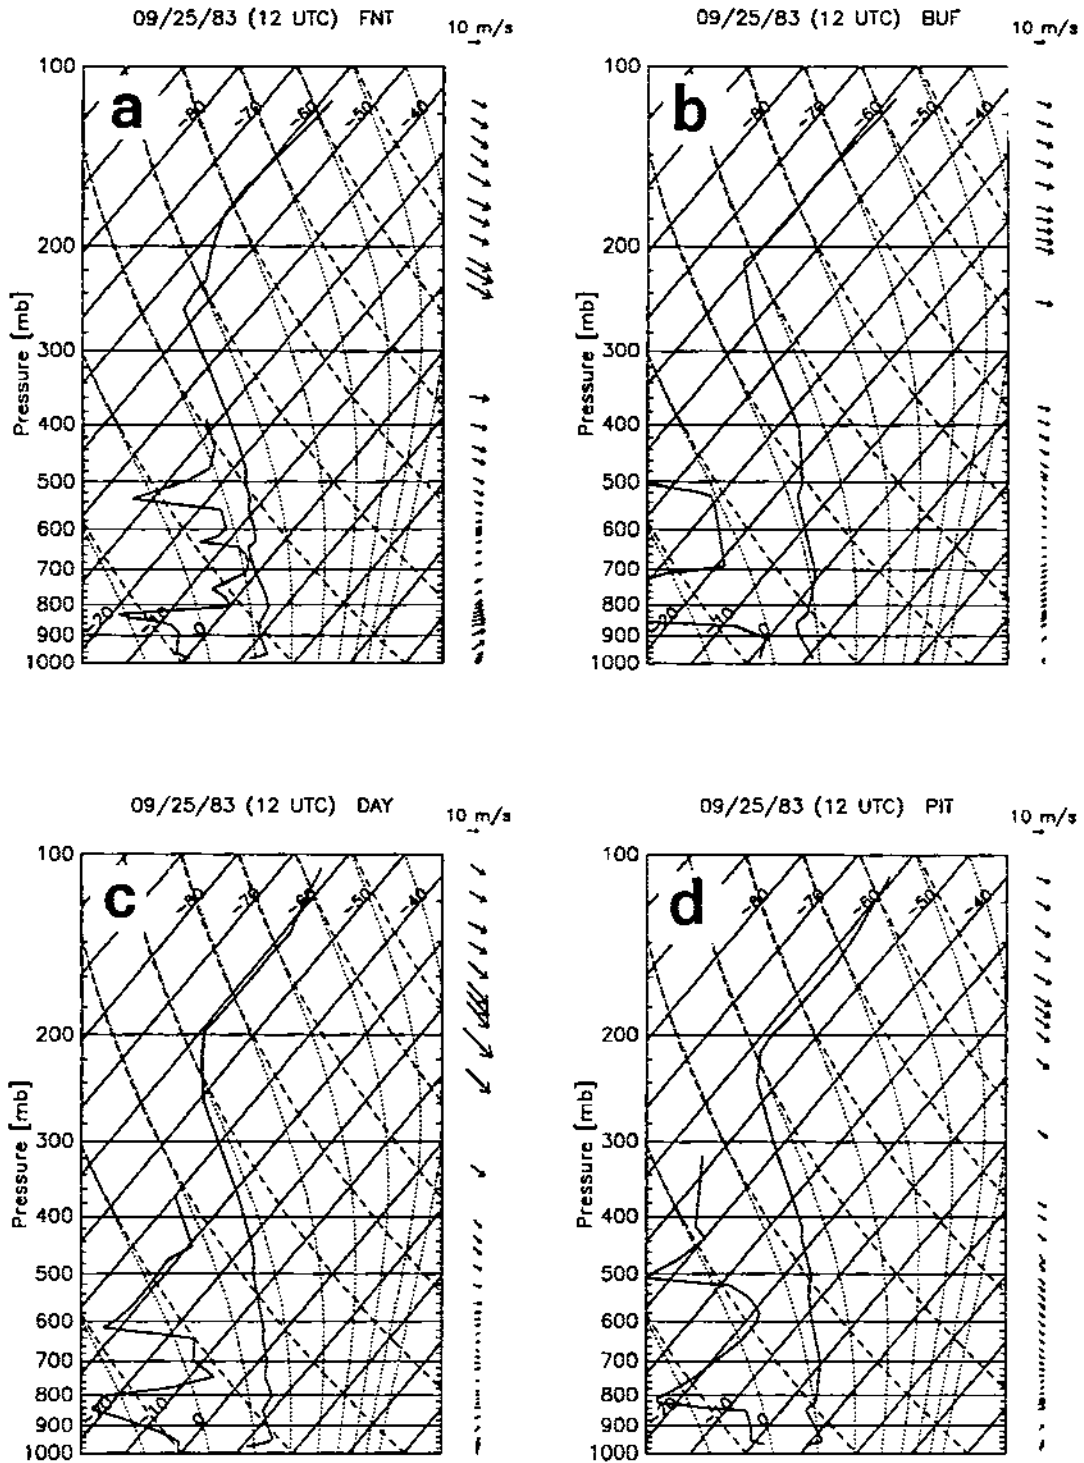 09/25/83 (12 UTC) FNT
10 m/s
a
-80 -70 -60 -50 -40
100
200
300
400
500
600
700
800
900
1000
Pressure [mb]
-20 -10 0
09/25/83 (12 UTC) BUF
10 m/s
b
-80 -70 -60 -50 -40
100
200
300
400
500
600
700
800
900
1000
Pressure [mb]
-20 -10 0
09/25/83 (12 UTC) DAY
10 m/s
c
-80 -70 -60 -50 -40
100
200
300
400
500
600
700
800
900
1000
Pressure [mb]
-20 -10 0
09/25/83 (12 UTC) PIT
10 m/s
d
-80 -70 -60 -50 -40
100
200
300
400
500
600
700
800
900
1000
Pressure [mb]
-20 -10 0